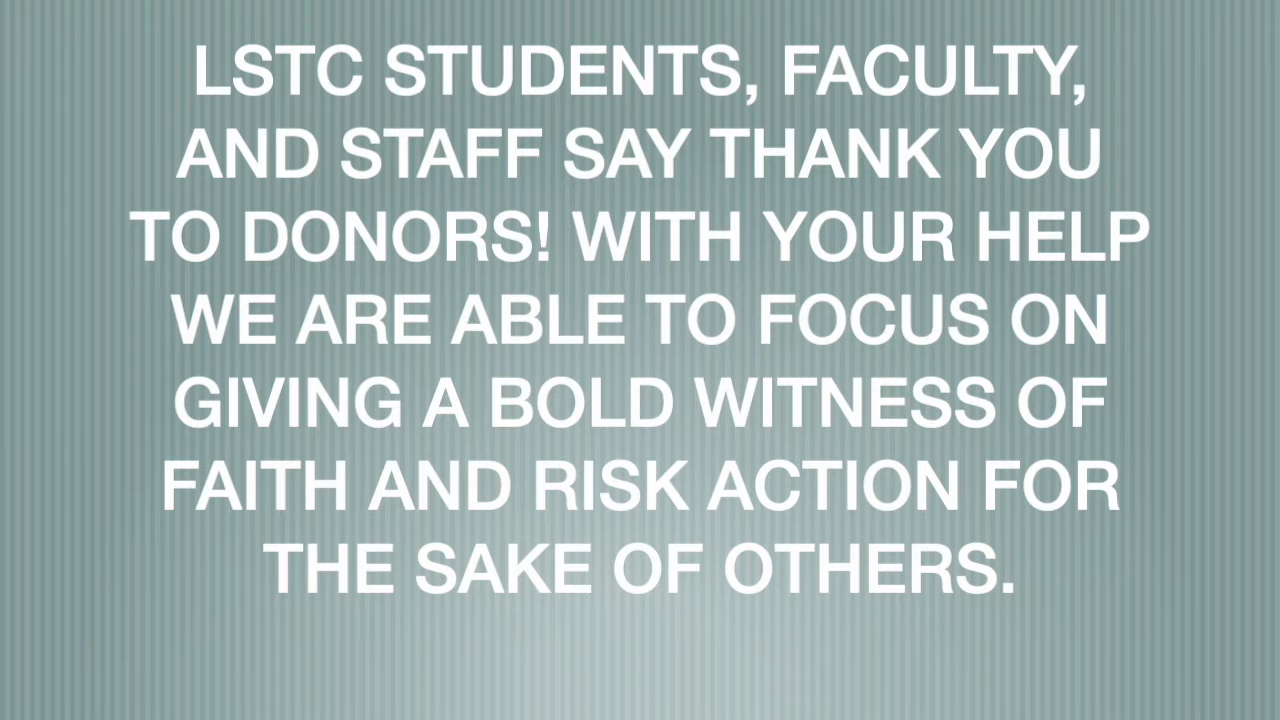 LSTC STUDENTS, FACULTY,
AND STAFF SAY THANK YOU
TO DONORS! WITH YOUR HELP
WE ARE ABLE TO FOCUS ON
GIVING A BOLD WITNESS OF
FAITH AND RISK ACTION FOR
THE SAKE OF OTHERS.